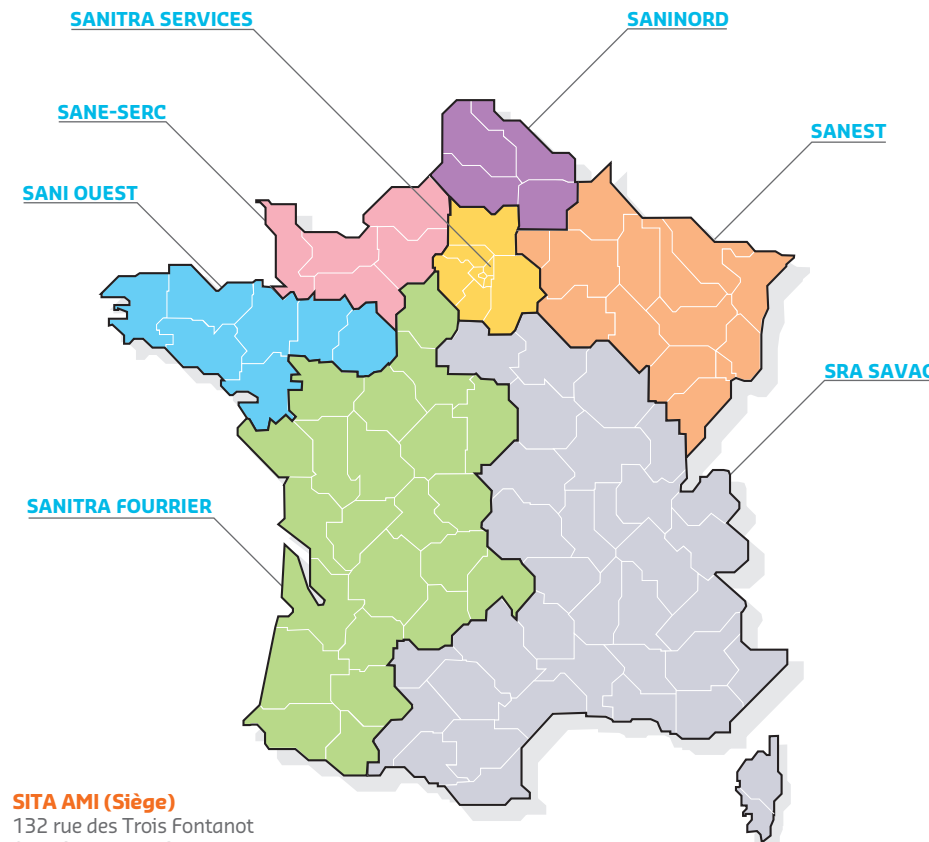 SANITRA SERVICES
SANINORD
SANE-SERC
SANEST
SANI OUEST
SRA SAVAC
SANITRA FOURRIER
SITA AMI (Siège)
132 rue des Trois Fontanot